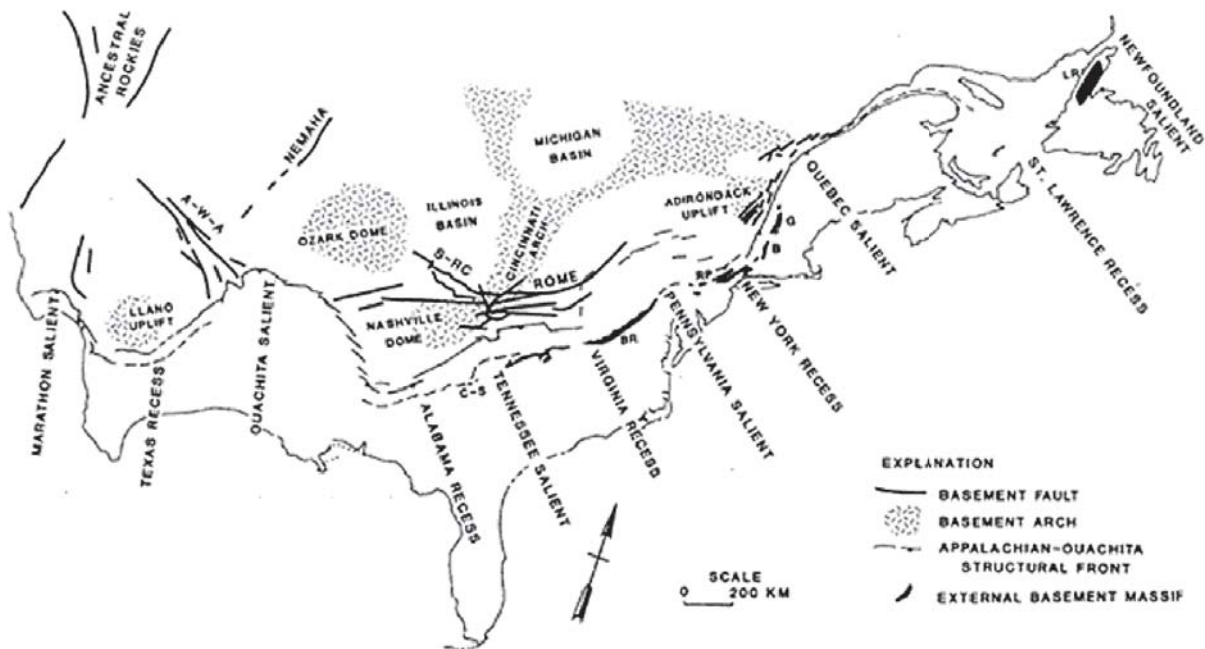 ANCESTRAL
ROCKIES
NEMAHA
A-W-A
OZARK DOME
ILLINOIS
BASIN
MICHIGAN
BASIN
CINCINNATI
ARCH
S-RC
ROME
NASHVILLE
DOME
LLANO
UPLIFT
ADIRONDACK
UPLIFT
G
B
RP
BR
C-S
LR
MARATHON SALIENT
TEXAS RECESS
OUACHITA SALIENT
ALABAMA RECESS
TENNESSEE SALIENT
VIRGINIA RECESS
PENNSYLVANIA SALIENT
NEW YORK RECESS
QUEBEC SALIENT
ST. LAWRENCE RECESS
NEWFOUNDLAND
SALIENT
SCALE
0 200 KM
EXPLANATION
BASEMENT FAULT
BASEMENT ARCH
APPALACHIAN-OUACHITA
STRUCTURAL FRONT
EXTERNAL BASEMENT MASSIF